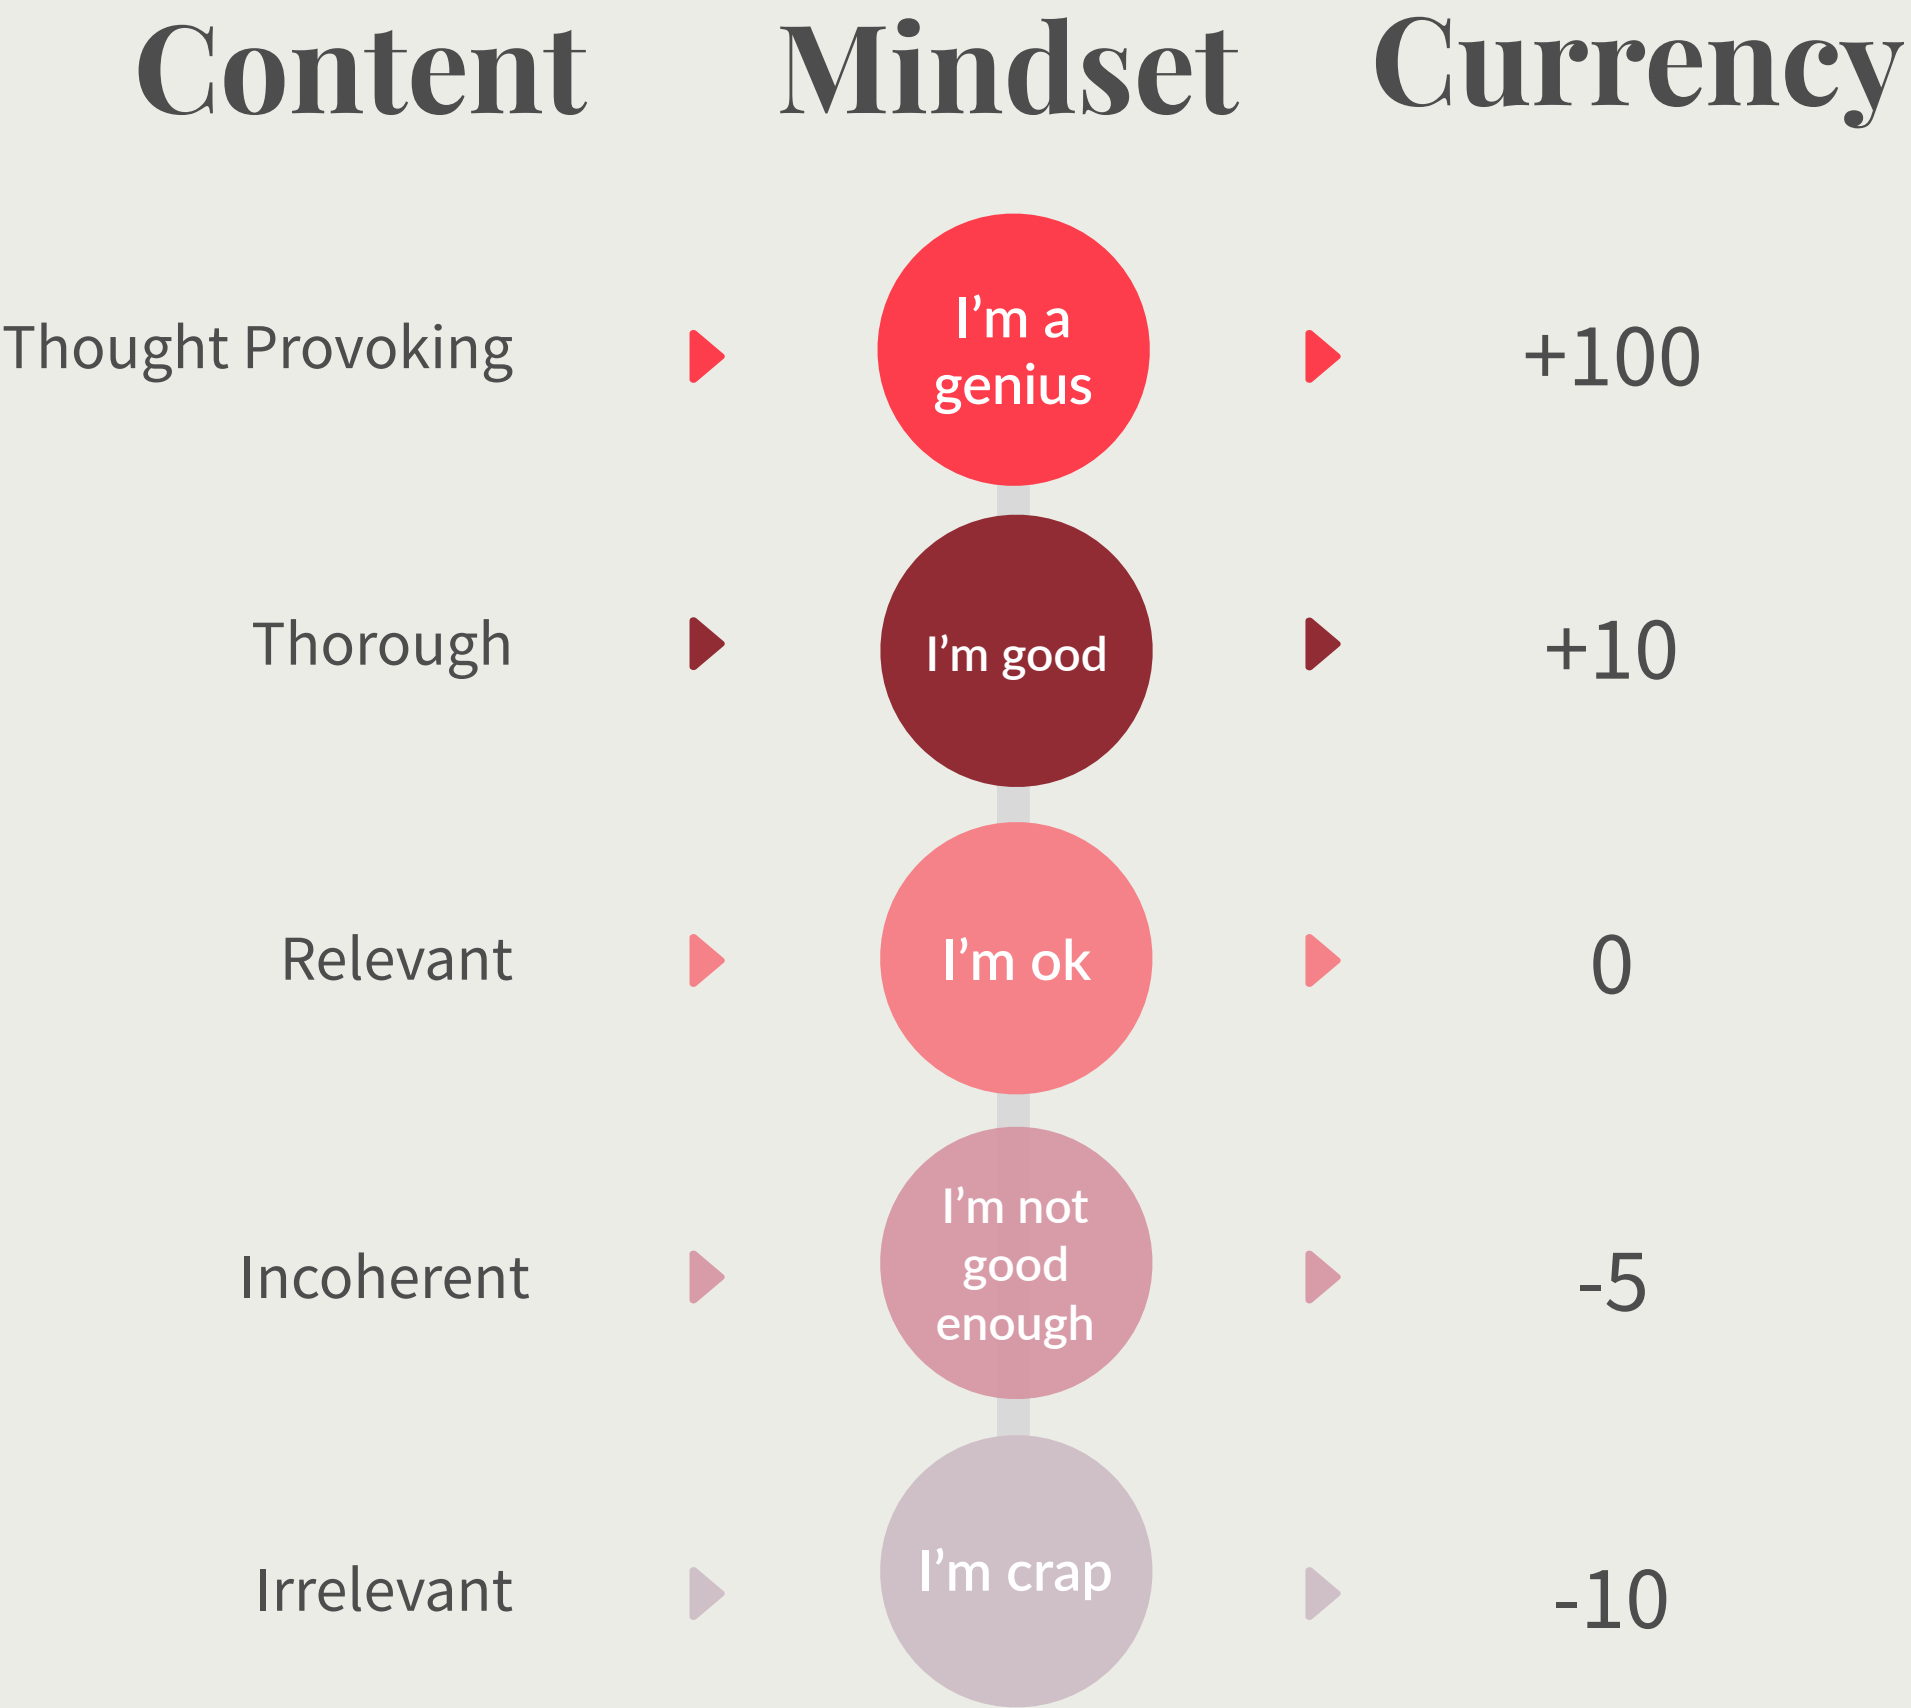 Content Mindset Currency
Thought Provoking
I'm a
genius
+100
Thorough
I'm good
+10
Relevant
I'm ok
0
Incoherent
I'm not
good
enough
-5
Irrelevant
I'm crap
-10